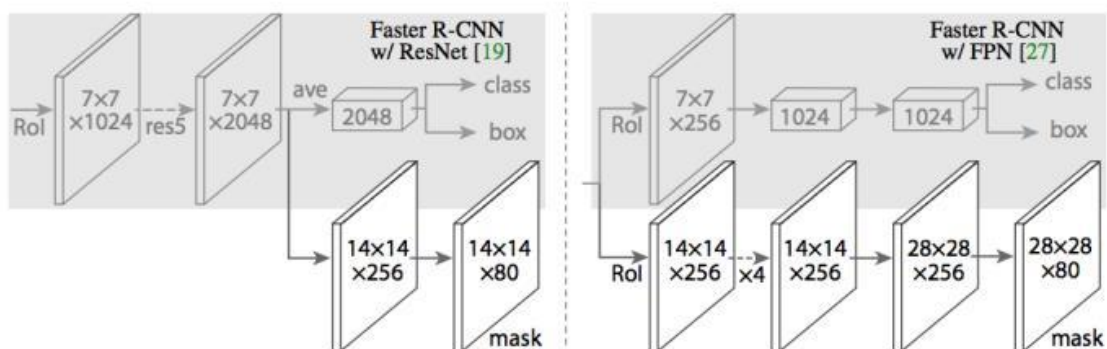 Faster R-CNN
w/ ResNet [19]
RoI
7×7
×1024
res5
7×7
×2048
ave
2048
class
box
14×14
×256
14×14
×80
mask
Faster R-CNN
w/ FPN [27]
RoI
7×7
×256
1024
1024
class
box
RoI
14×14
×256
×4
14×14
×256
28×28
×256
28×28
×80
mask